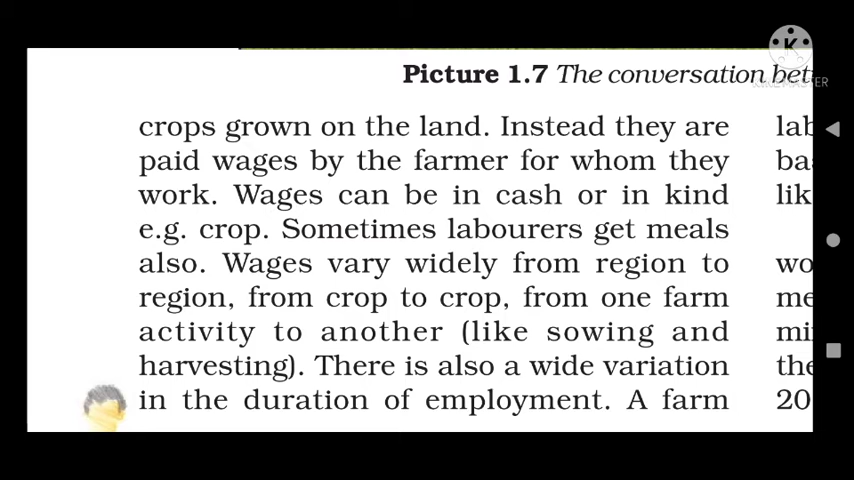 Picture 1.7 The conversation
crops grown on the land. Instead they are
paid wages by the farmer for whom they
work. Wages can be in cash or in kind
e.g. crop. Sometimes labourers get meals
also. Wages vary widely from region to
region, from crop to crop, from one farm
activity to another (like sowing and
harvesting). There is also a wide variation
in the duration of employment. A farm
K
KINEMASTER
20